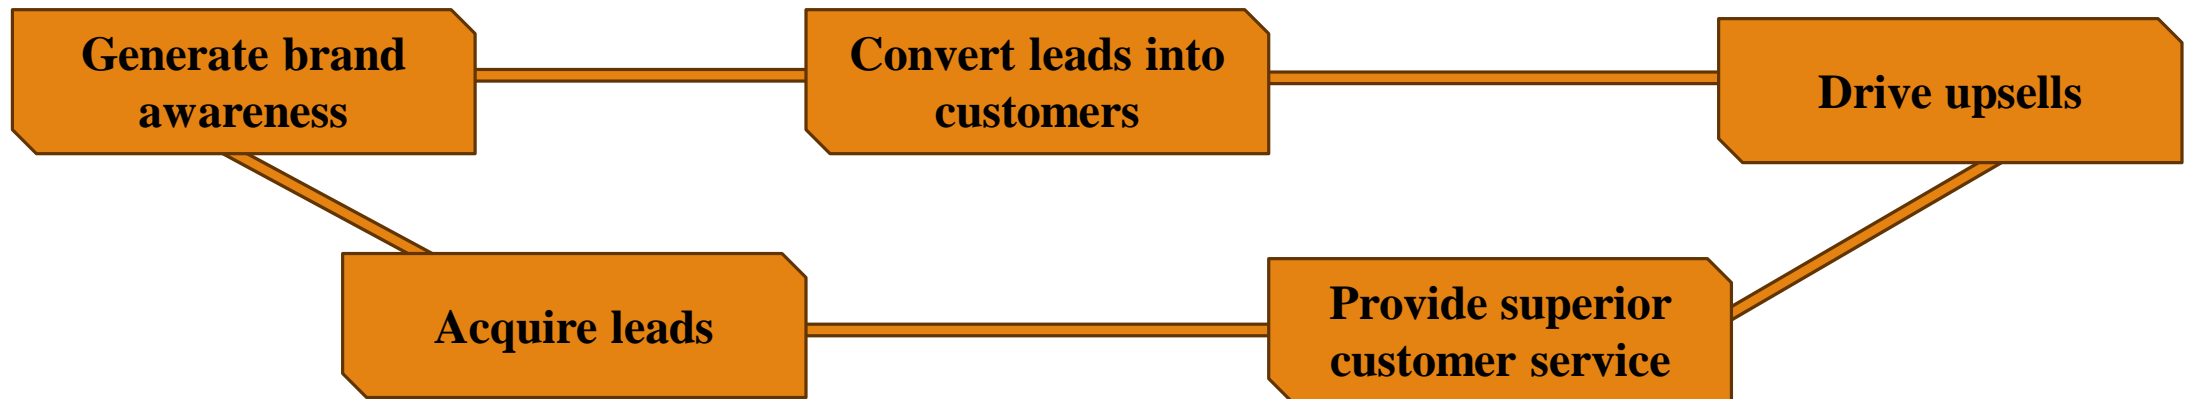 Generate brand
awareness
Convert leads into
customers
Drive upsells
Acquire leads
Provide superior
customer service